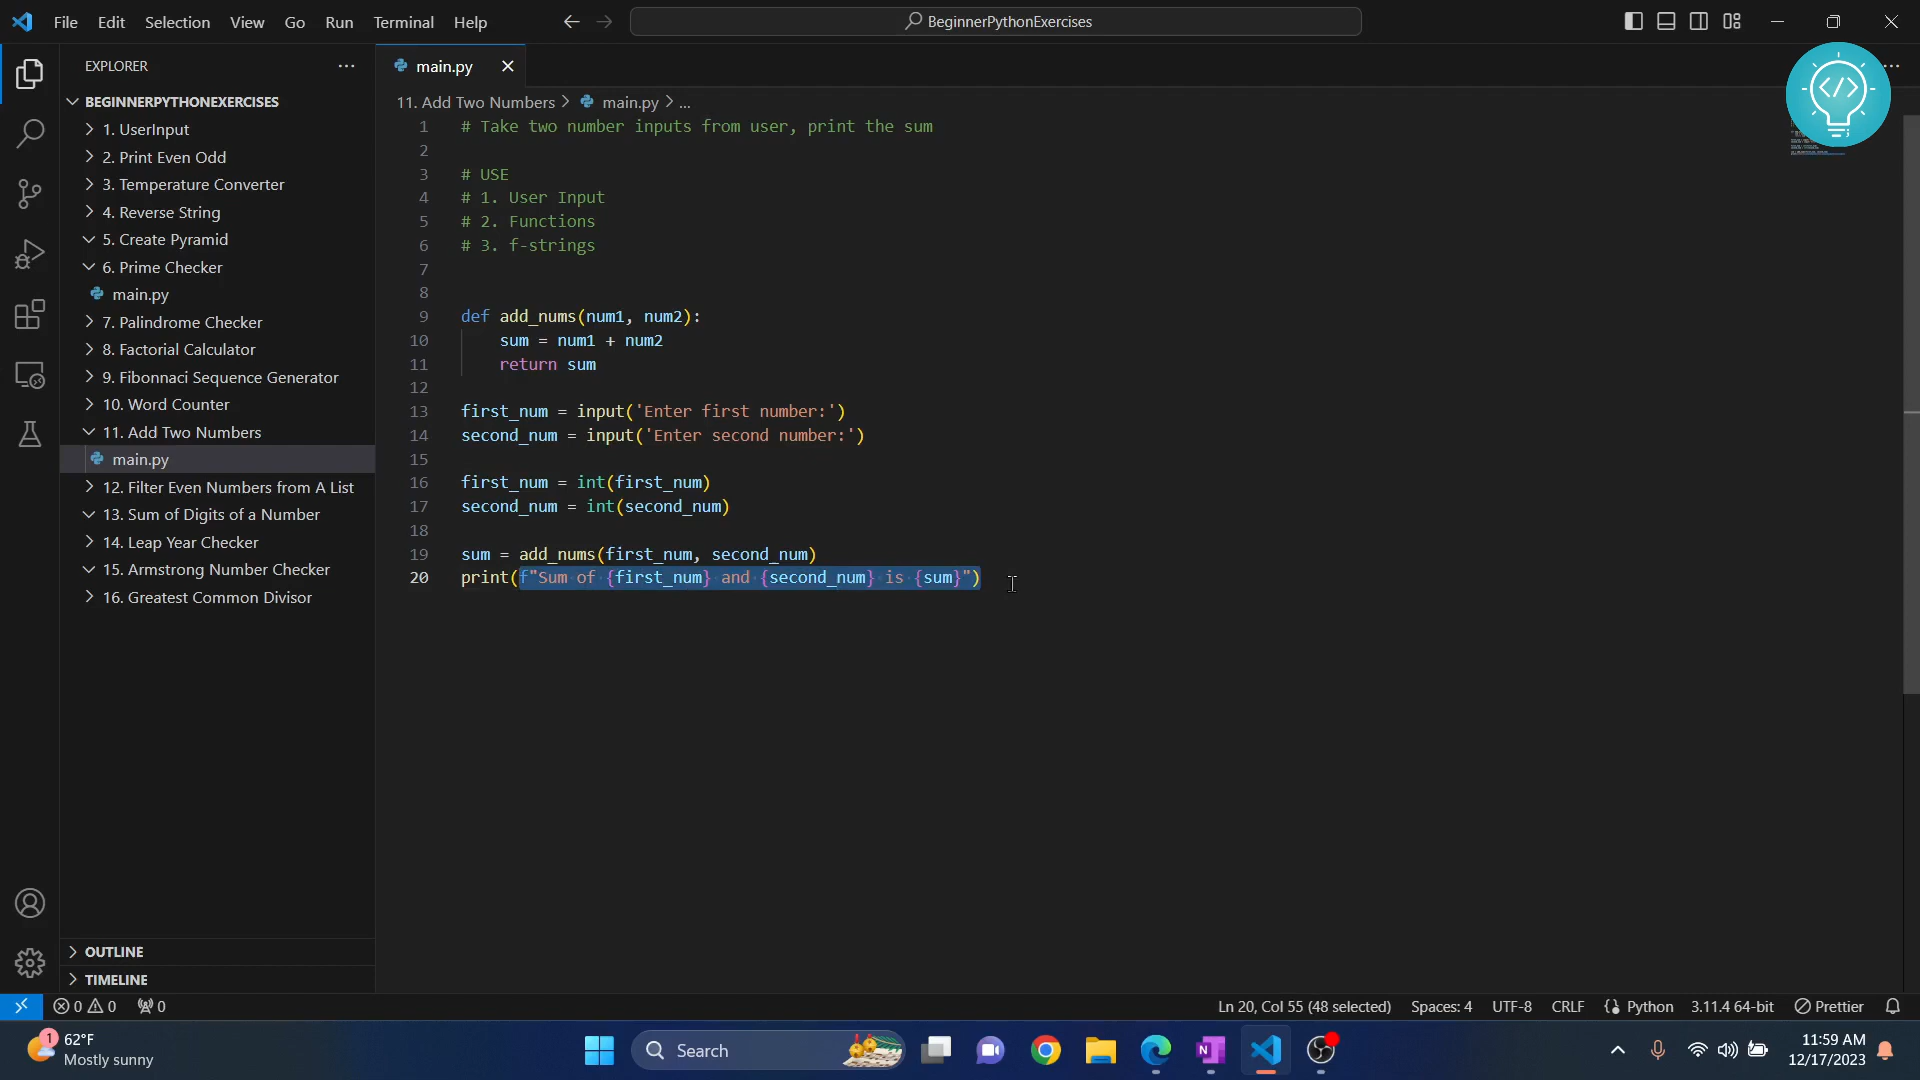 File Edit Selection View Go Run Terminal Help
BeginnerPythonExercises
EXPLORER
BEGINNERPYTHONEXERCISES
1. UserInput
2. Print Even Odd
3. Temperature Converter
4. Reverse String
5. Create Pyramid
6. Prime Checker
main.py
7. Palindrome Checker
8. Factorial Calculator
9. Fibonnaci Sequence Generator
10. Word Counter
11. Add Two Numbers
main.py
12. Filter Even Numbers from A List
13. Sum of Digits of a Number
14. Leap Year Checker
15. Armstrong Number Checker
16. Greatest Common Divisor
OUTLINE
TIMELINE
main.py
11. Add Two Numbers > main.py > ...
1 # Take two number inputs from user, print the sum
2
3 # USE
4 # 1. User Input
5 # 2. Functions
6 # 3. f-strings
7
8
9 def add_nums(num1, num2):
10     sum = num1 + num2
11     return sum
12
13 first_num = input('Enter first number:')
14 second_num = input('Enter second number:')
15
16 first_num = int(first_num)
17 second_num = int(second_num)
18
19 sum = add_nums(first_num, second_num)
20 print(f"Sum of {first_num} and {second_num} is {sum}")
</>
0 0 0
Ln 20, Col 55 (48 selected) Spaces: 4 UTF-8 CRLF {} Python 3.11.4 64-bit Prettier
1 62°F
Mostly sunny
Search
11:59 AM
12/17/2023